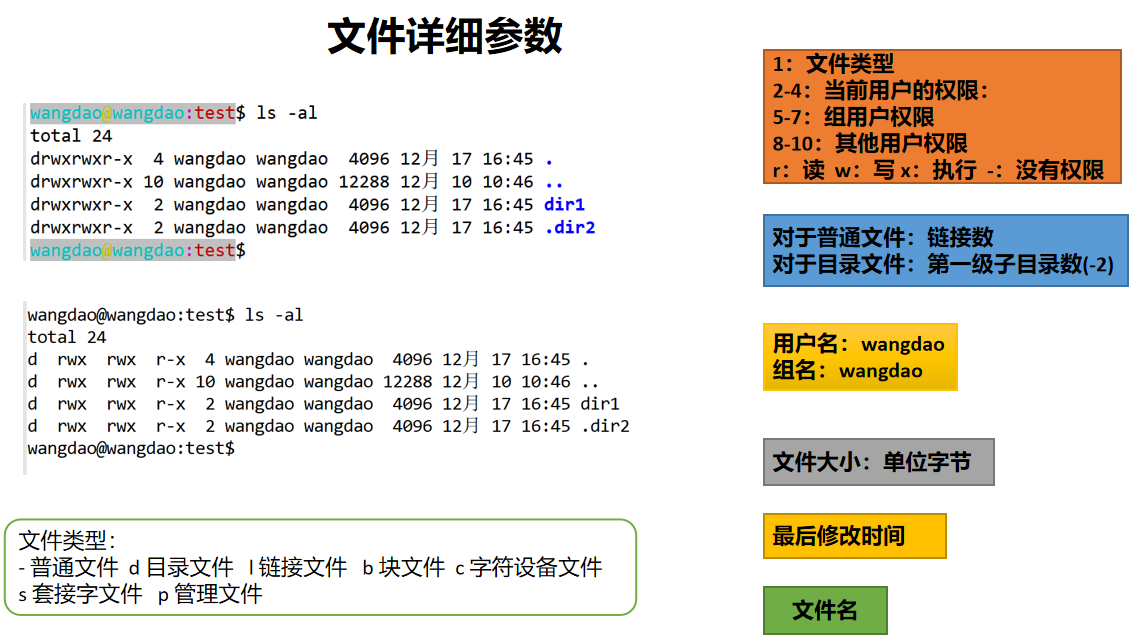 文件详细参数
wangdao@wangdao:test$ ls -al
total 24
drwxrwxr-x  4 wangdao wangdao  4096 12月 17 16:45 .
drwxrwxr-x 10 wangdao wangdao 12288 12月 10 10:46 ..
drwxrwxr-x  2 wangdao wangdao  4096 12月 17 16:45 dir1
drwxrwxr-x  2 wangdao wangdao  4096 12月 17 16:45 .dir2
wangdao@wangdao:test$
wangdao@wangdao:test$ ls -al
total 24
d  rwx  rwx  r-x  4 wangdao wangdao  4096 12月 17 16:45 .
d  rwx  rwx  r-x 10 wangdao wangdao 12288 12月 10 10:46 ..
d  rwx  rwx  r-x  2 wangdao wangdao  4096 12月 17 16:45 dir1
d  rwx  rwx  r-x  2 wangdao wangdao  4096 12月 17 16:45 .dir2
wangdao@wangdao:test$
文件类型：
- 普通文件  d 目录文件  l 链接文件  b 块文件  c 字符设备文件
s 套接字文件  p 管理文件
1：文件类型
2-4：当前用户的权限：
5-7：组用户权限
8-10：其他用户权限
r：读  w：写 x：执行  -：没有权限
对于普通文件：链接数
对于目录文件：第一级子目录数(-2)
用户名：wangdao
组名：wangdao
文件大小：单位字节
最后修改时间
文件名